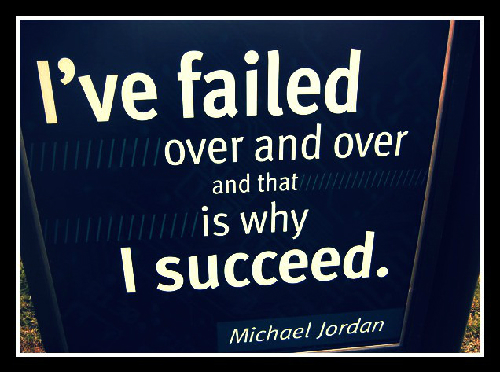 I've failed
over and over
and that
is why
I succeed.
Michael Jordan